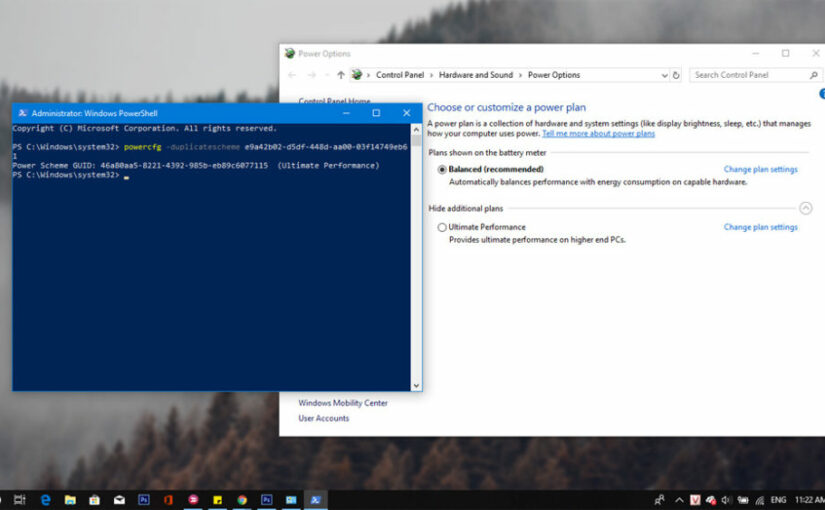 Power Options
Control Panel
Hardware and Sound
Power Options
Search Control Panel
Control Panel Home
Administrator: Windows PowerShell
Copyright (C) Microsoft Corporation. All rights reserved.
PS C:\Windows\system32> powercfg -duplicatescheme e9a42b02-d5df-448d-aa00-03f14749eb6
1
Power Scheme GUID: 46a80aa5-8221-4392-985b-eb89c6077115 (Ultimate Performance)
PS C:\Windows\system32> _
Choose or customize a power plan
A power plan is a collection of hardware and system settings (like display brightness, sleep, etc.) that manages
how your computer uses power. Tell me more about power plans
Plans shown on the battery meter
Balanced (recommended)
Change plan settings
Automatically balances performance with energy consumption on capable hardware.
Hide additional plans
Ultimate Performance
Change plan settings
Provides ultimate performance on higher end PCs.
Windows Mobility Center
User Accounts
ENG
11:22 AM